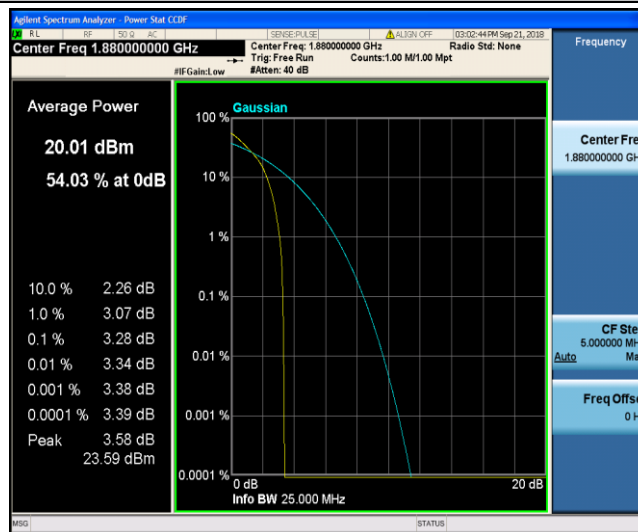 Agilent Spectrum Analyzer - Power Stat CCDF
RL RF 50 Ω AC SENSE:PULSE ALIGN OFF 03:02:44 PM Sep 21, 2018
Center Freq 1.880000000 GHz
Center Freq: 1.880000000 GHz Radio Std: None
Trig: Free Run Counts:1.00 M/1.00 Mpt
#IFGain:Low #Atten: 40 dB
Frequency
Average Power
20.01 dBm
54.03 % at 0dB
10.0 % 2.26 dB
1.0 % 3.07 dB
0.1 % 3.28 dB
0.01 % 3.34 dB
0.001 % 3.38 dB
0.0001 % 3.39 dB
Peak 3.58 dB
23.59 dBm
Gaussian
100 %
10 %
1 %
0.1 %
0.01 %
0.001 %
0.0001 %
0 dB 20 dB
Info BW 25.000 MHz
Center Fre
1.880000000 GH
CF Ste
5.000000 MH
Auto Ma
Freq Offse
0 H
MSG STATUS